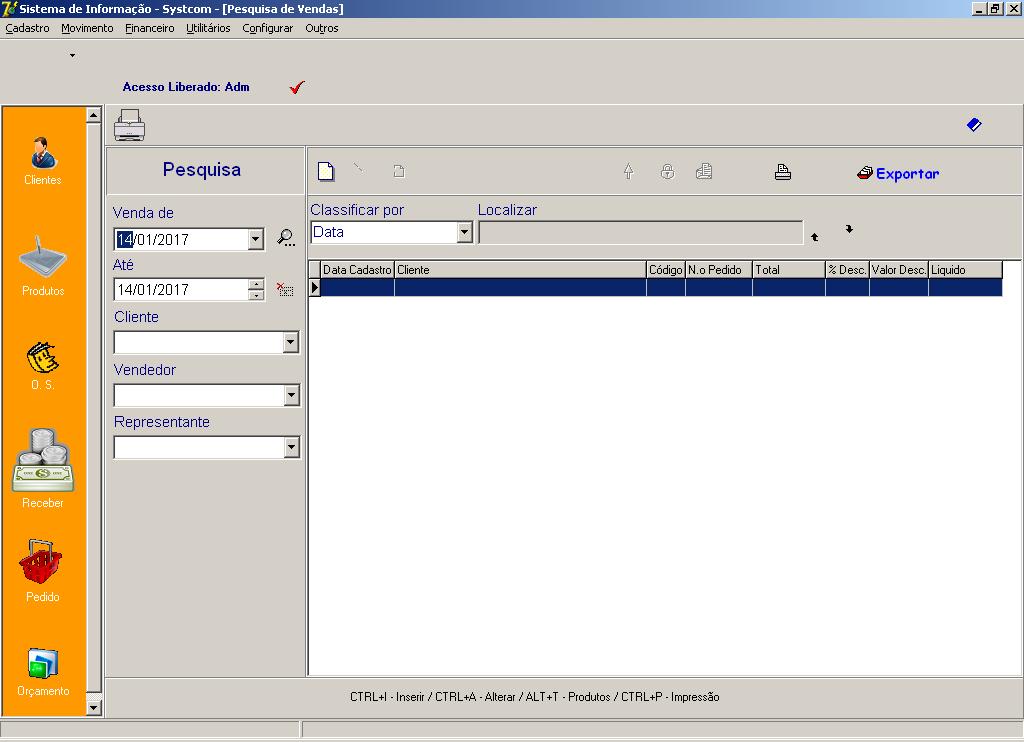 Sistema de Informação - Systcom - [Pesquisa de Vendas]
Cadastro Movimento Financeiro Utilitários Configurar Outros
Acesso Liberado: Adm
Clientes
Produtos
O. S.
Receber
Pedido
Orçamento
Pesquisa
Venda de
14/01/2017
Até
14/01/2017
Cliente
Vendedor
Representante
Exportar
Classificar por Localizar
Data
Data Cadastro Cliente Código N.o Pedido Total % Desc. Valor Desc. Liquido
CTRL+I - Inserir / CTRL+A - Alterar / ALT+T - Produtos / CTRL+P - Impressão